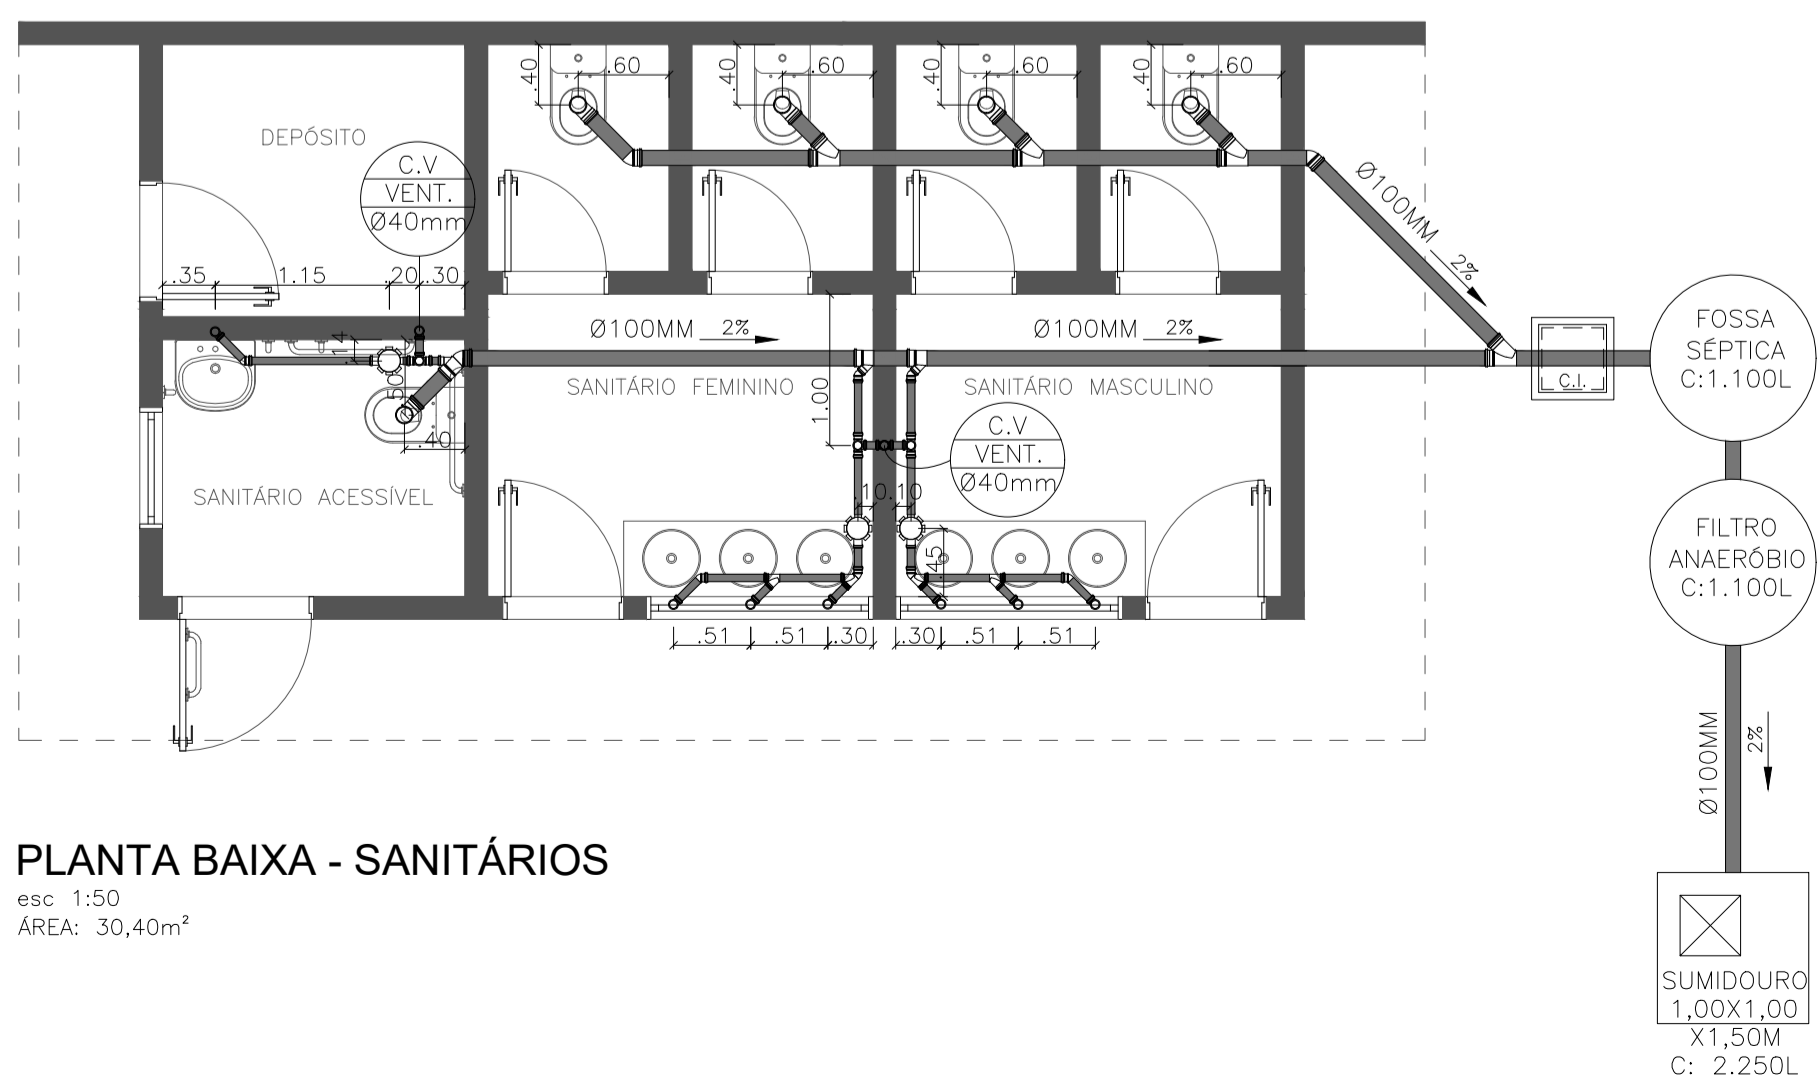 .40
.60
.40
.60
.40
.60
.40
.60
DEPÓSITO
C.V
VENT.
Ø40mm
Ø100MM
2%
.35
1.15
.20
.30
.14
.50
.40
Ø100MM
2%
Ø100MM
2%
SANITÁRIO FEMININO
SANITÁRIO MASCULINO
1.00
C.V
VENT.
Ø40mm
SANITÁRIO ACESSÍVEL
.10
.10
.45
.51
.51
.30
.30
.51
.51
C.I.
FOSSA
SÉPTICA
C:1.100L
FILTRO
ANAERÓBIO
C:1.100L
Ø100MM
2%
SUMIDOURO
1,00X1,00
X1,50M
C: 2.250L
PLANTA BAIXA - SANITÁRIOS
esc 1:50
ÁREA: 30,40m²